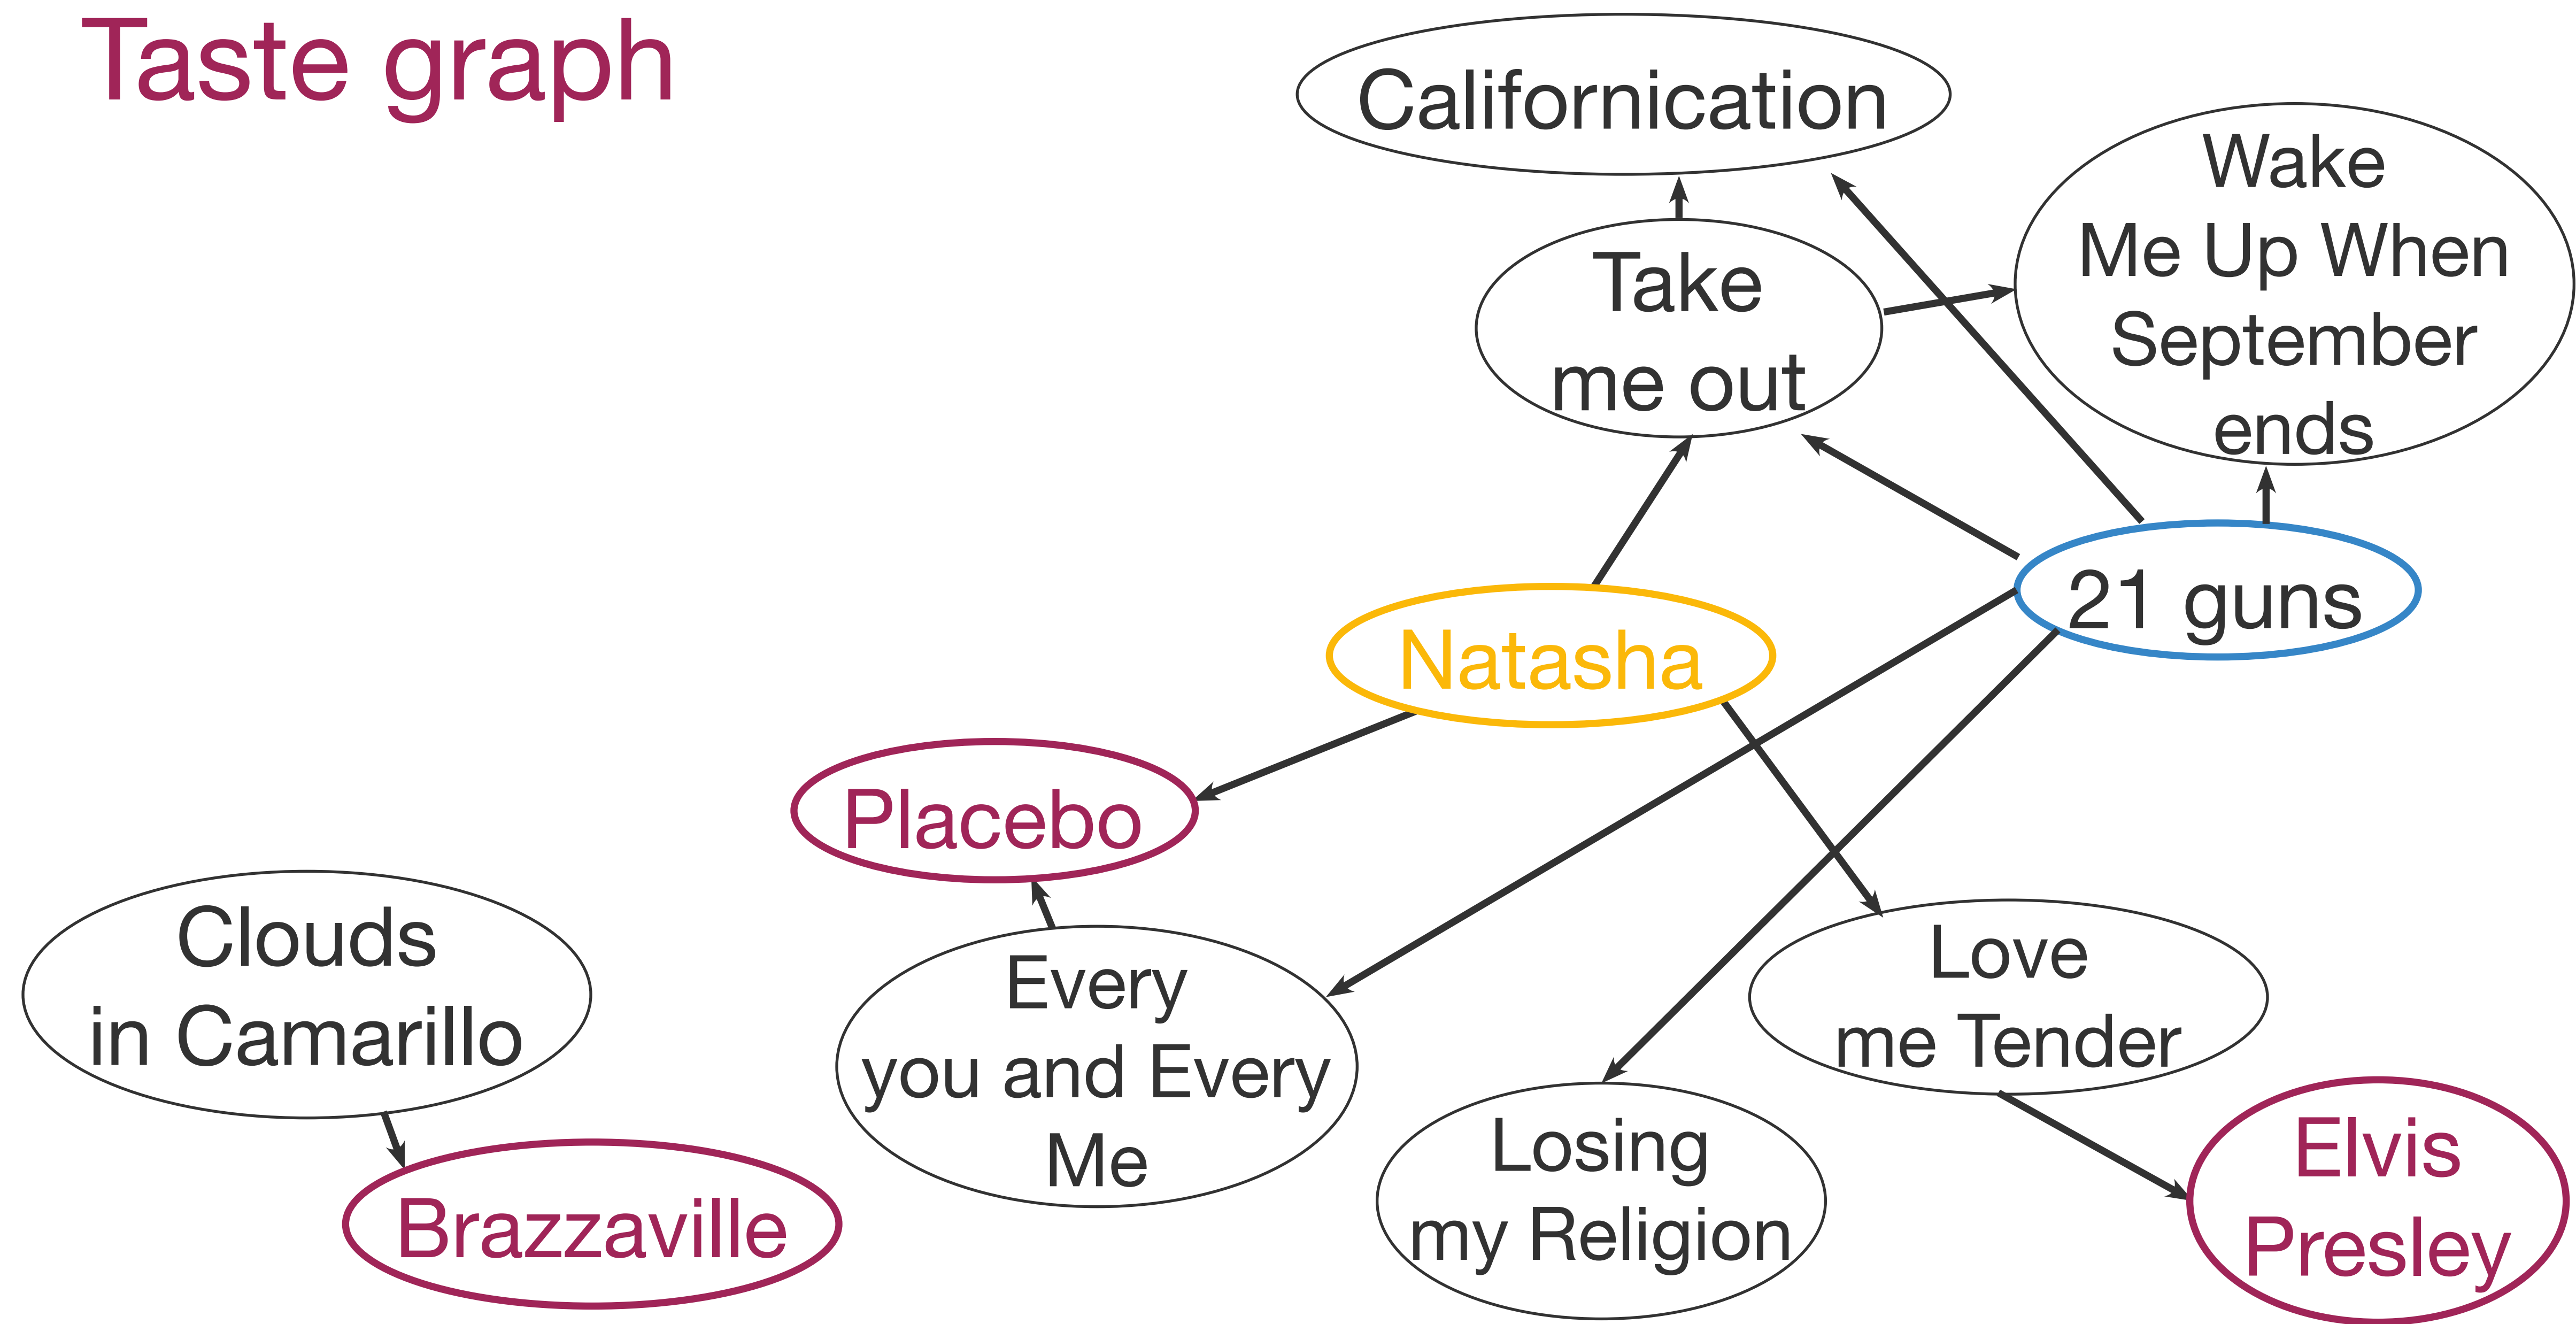 Taste graph
Californication
Wake
Me Up When
September
ends
Take
me out
21 guns
Natasha
Placebo
Clouds
in Camarillo
Every
you and Every
Me
Love
me Tender
Losing
my Religion
Elvis
Presley
Brazzaville